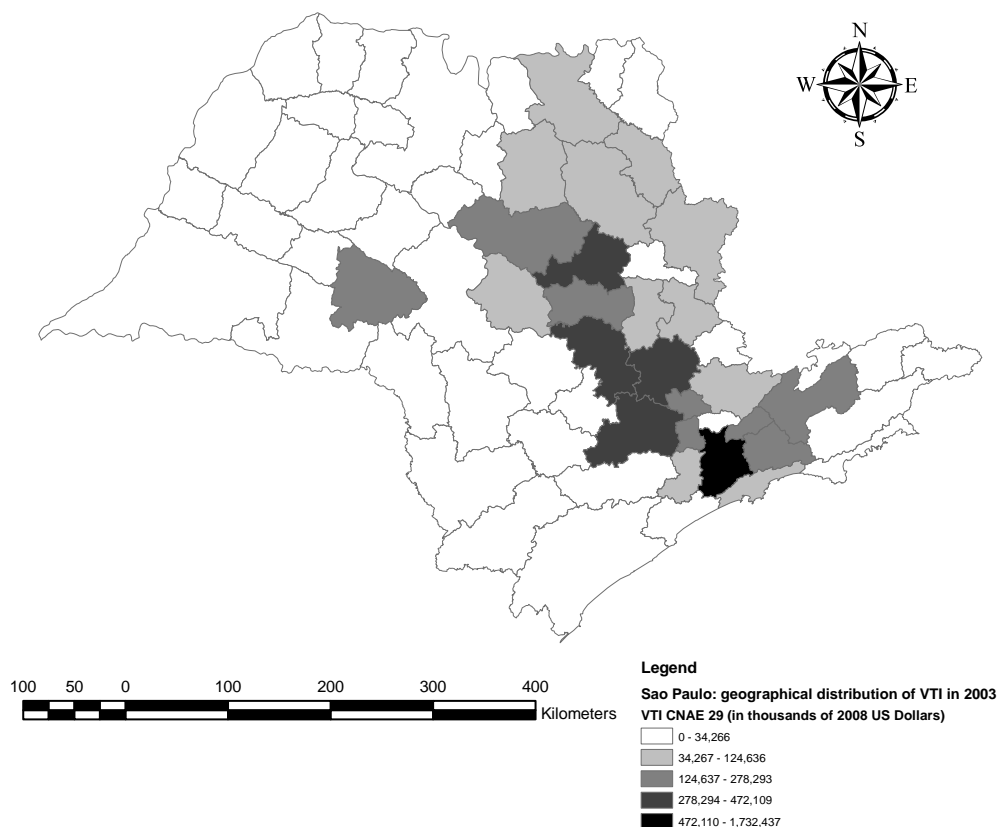 N
W E
S
100 50 0 100 200 300 400
Kilometers
Legend
Sao Paulo: geographical distribution of VTI in 2003
VTI CNAE 29 (in thousands of 2008 US Dollars)
0 - 34,266
34,267 - 124,636
124,637 - 278,293
278,294 - 472,109
472,110 - 1,732,437